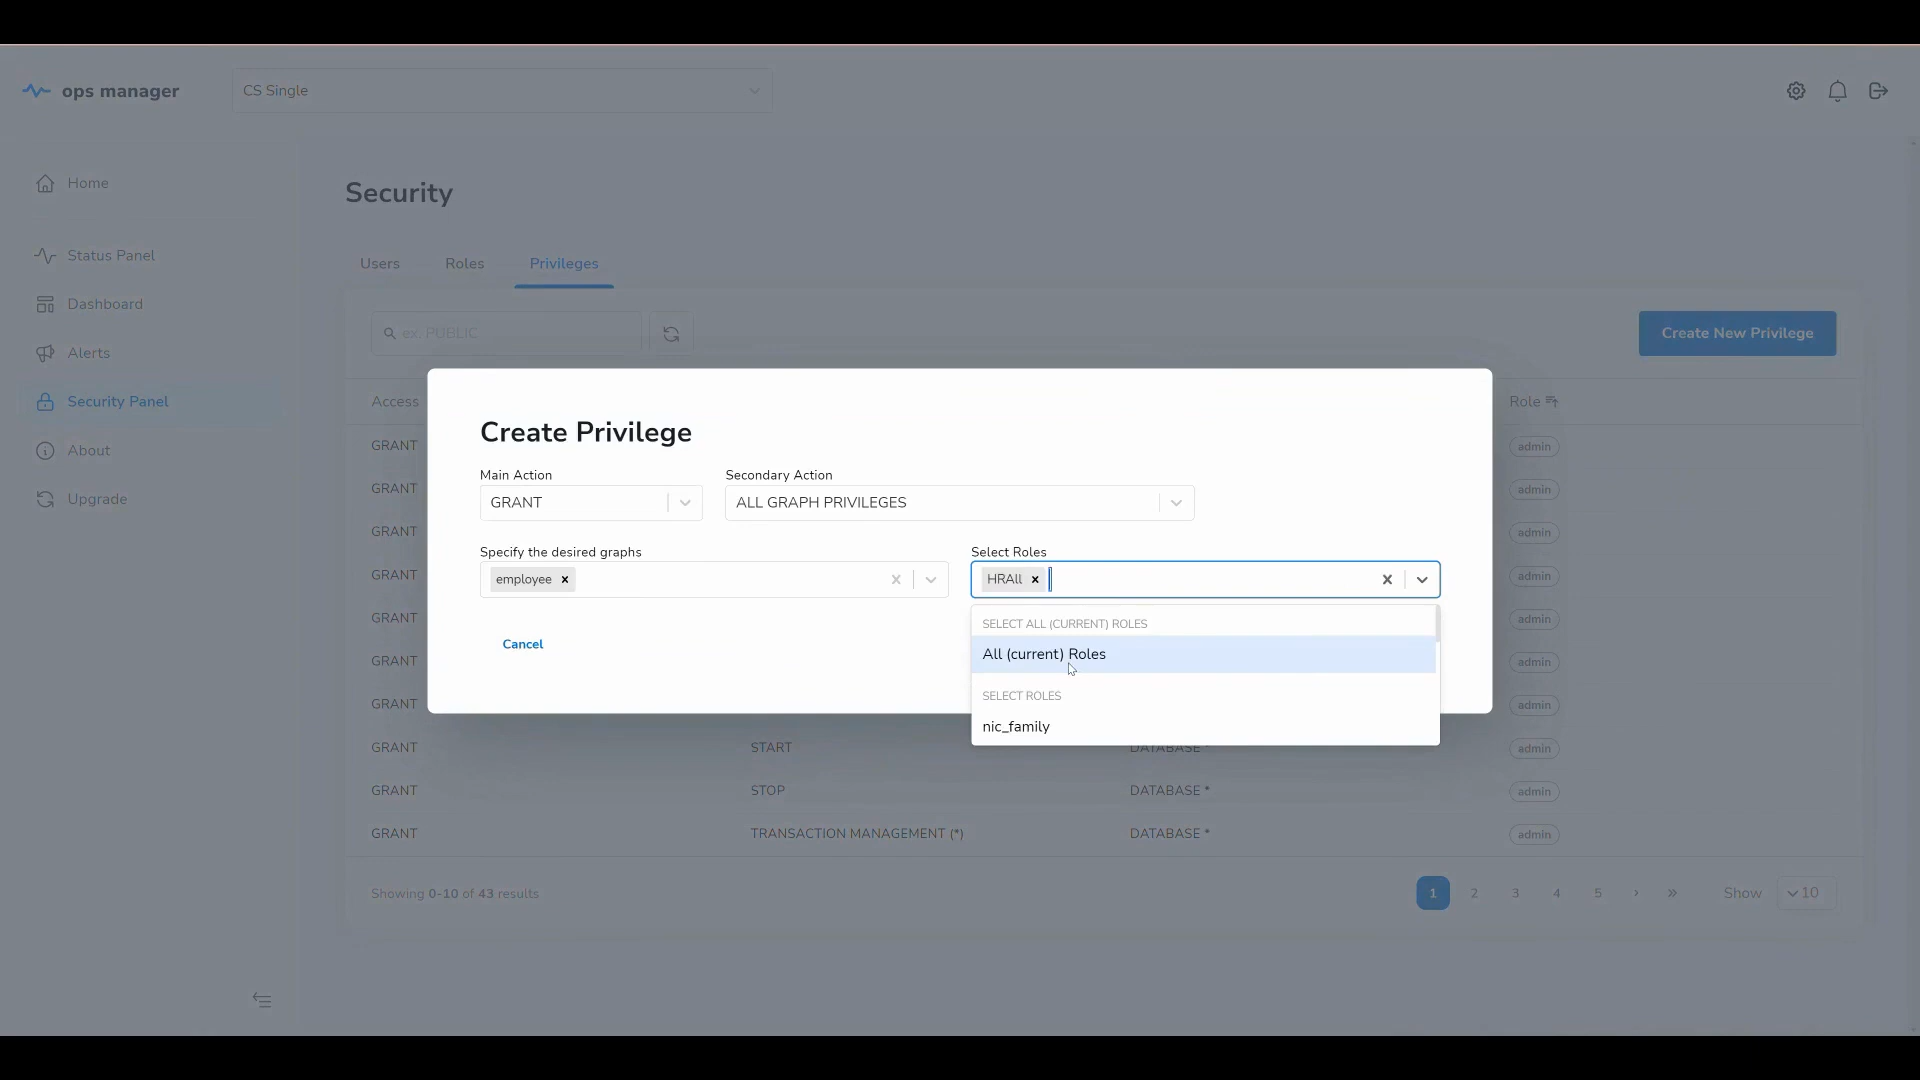 ops manager
CS Single
Home
Status Panel
Dashboard
Alerts
Security Panel
About
Upgrade
Security
Users Roles Privileges
ex. PUBLIC
Create New Privilege
Access Role
GRANT admin
GRANT admin
GRANT admin
GRANT admin
GRANT admin
GRANT admin
GRANT admin
GRANT START DATABASE * admin
GRANT STOP DATABASE * admin
GRANT TRANSACTION MANAGEMENT (*) DATABASE * admin
Showing 0-10 of 43 results
1 2 3 4 5 › » Show 10
Create Privilege
Main Action Secondary Action
GRANT ALL GRAPH PRIVILEGES
Specify the desired graphs Select Roles
employee x HRAll x
Cancel
SELECT ALL (CURRENT) ROLES
All (current) Roles
SELECT ROLES
nic_family